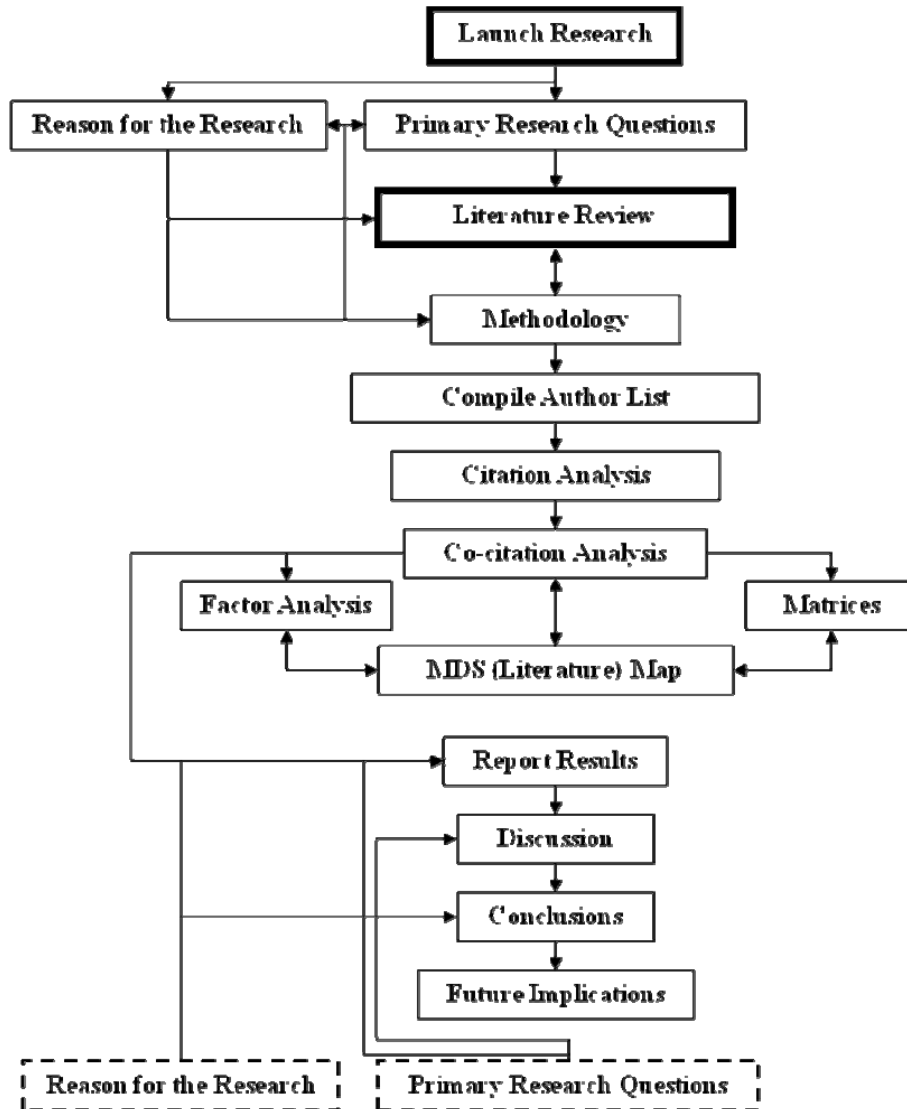 Launch Research
Reason for the Research
Primary Research Questions
Literature Review
Methodology
Compile Author List
Citation Analysis
Co-citation Analysis
Factor Analysis
Matrices
MDS (Literature) Map
Report Results
Discussion
Conclusions
Future Implications
Reason for the Research
Primary Research Questions